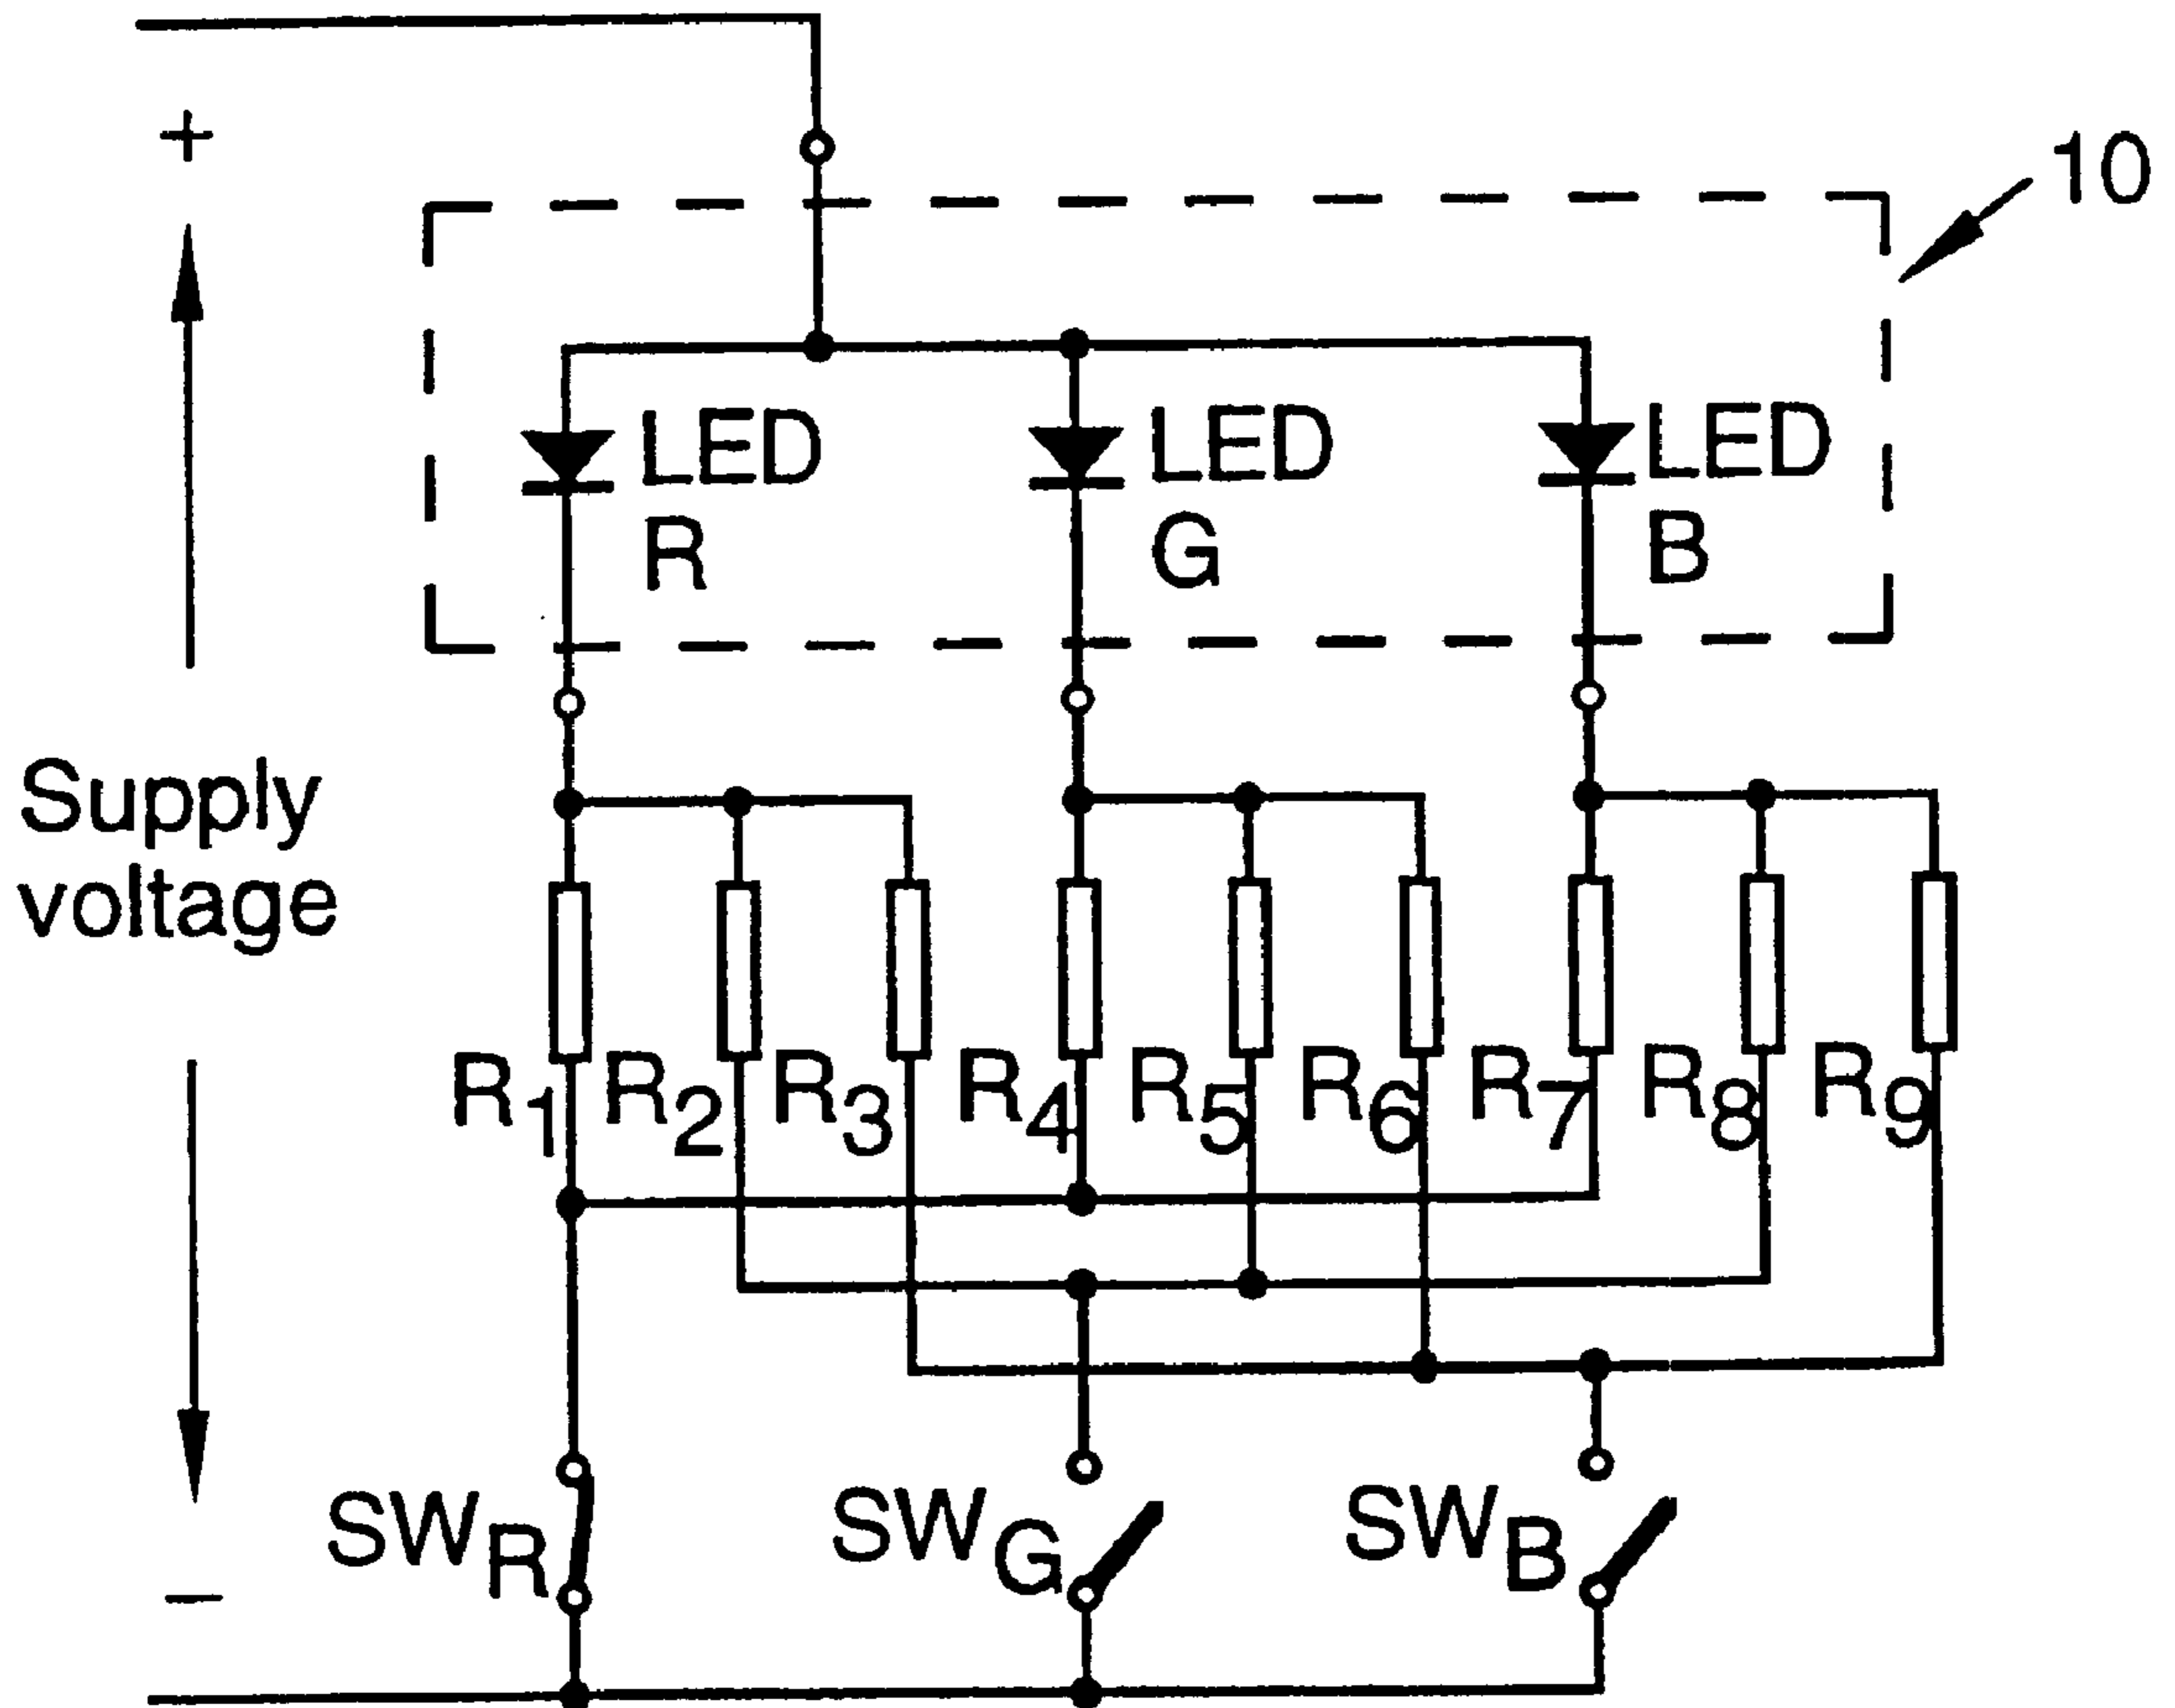 +
10
LED
R
LED
G
LED
B
Supply
voltage
R1 R2 R3 R4 R5 R6 R7 R8 R9
SWR SWG SWB
−